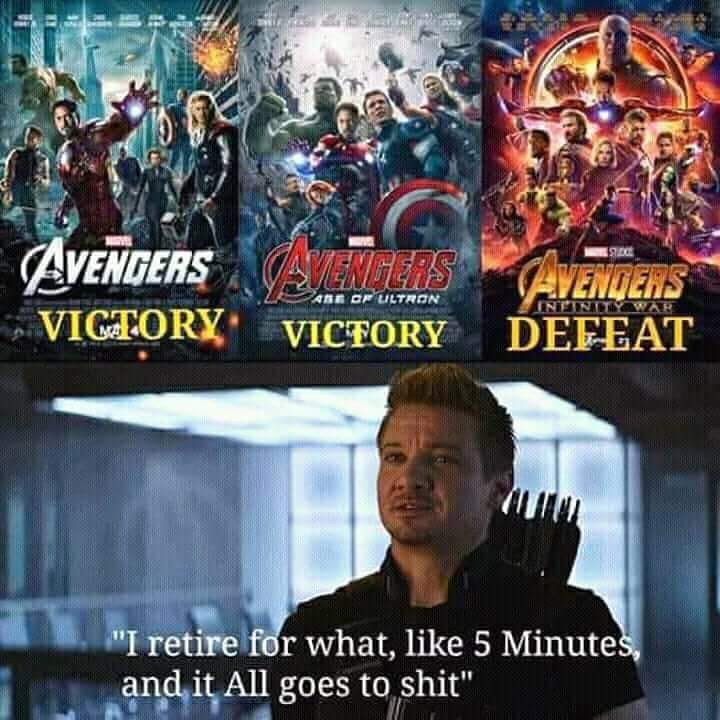 MARVEL
AVENGERS
VICTORY
MARVEL
AVENGERS
AGE OF ULTRON
VICTORY
MARVEL STUDIOS
AVENGERS
INFINITY WAR
DEFEAT
"I retire for what, like 5 Minutes,
and it All goes to shit"